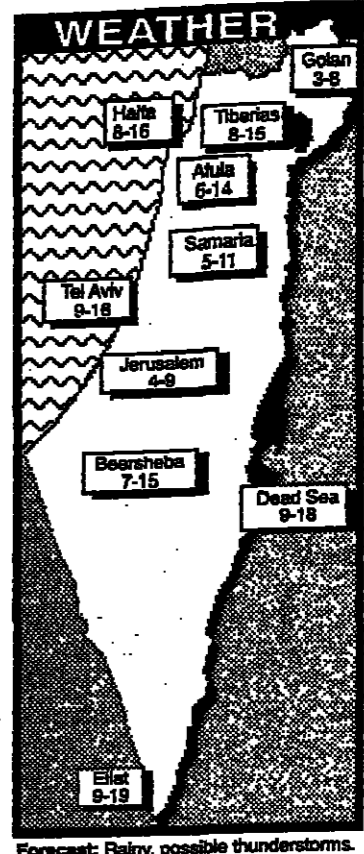 WEATHER
Golan
3-8
Haifa
8-16
Tiberias
8-15
Afula
6-14
Samaria
5-11
Tel Aviv
9-16
Jerusalem
4-9
Beersheba
7-15
Dead Sea
9-18
Eilat
9-19
Forecast: Rainy, possible thunderstorms.